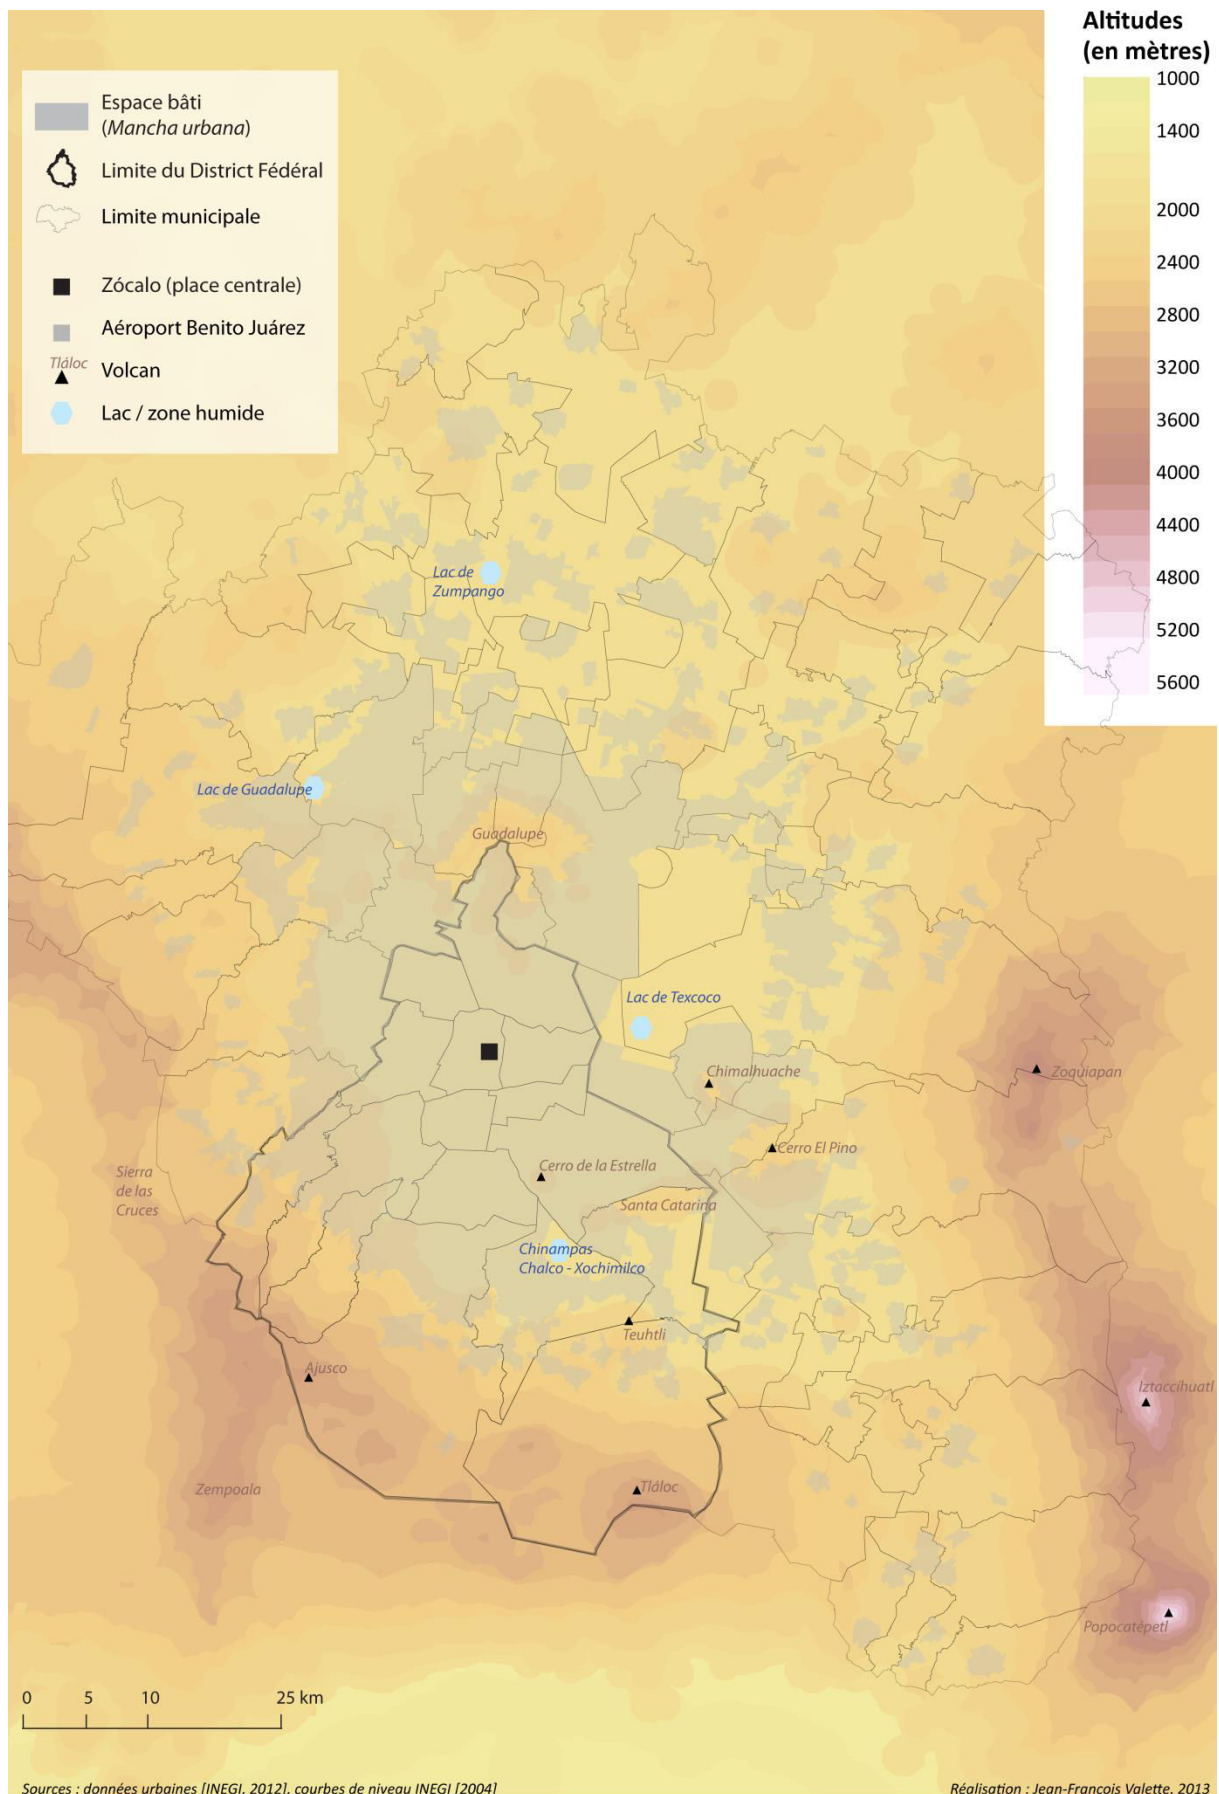 Altitudes
(en mètres)
1000
1400
2000
2400
2800
3200
3600
4000
4400
4800
5200
5600
Espace bâti
(Mancha urbana)
Limite du District Fédéral
Limite municipale
Zócalo (place centrale)
Aéroport Benito Juárez
Tláloc
Volcan
Lac / zone humide
Lac de
Zumpango
Lac de Guadalupe
Guadalupe
Lac de Texcoco
Chimalhuache
Zoquiapan
Cerro El Pino
Cerro de la Estrella
Sierra
de las
Cruces
Santa Catarina
Chinampas
Chalco - Xochimilco
Teuhtli
Ajusco
Iztaccíhuatl
Zempoala
Tláloc
Popocatépetl
0 5 10 25 km
Sources : données urbaines [INEGI, 2012], courbes de niveau INEGI [2004]
Réalisation : Jean-François Valette, 2013